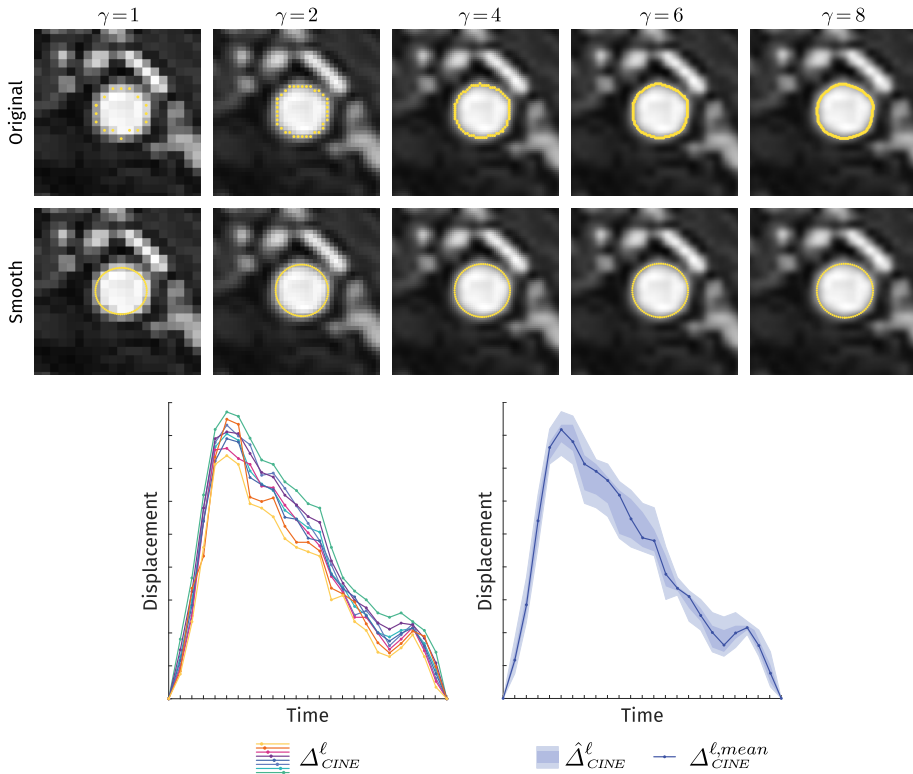 γ = 1 γ = 2 γ = 4 γ = 6 γ = 8
Original
Smooth
Displacement
Time
Displacement
Time
Δ^ℓ_CINE
Δ̂^ℓ_CINE
Δ^{ℓ,mean}_CINE